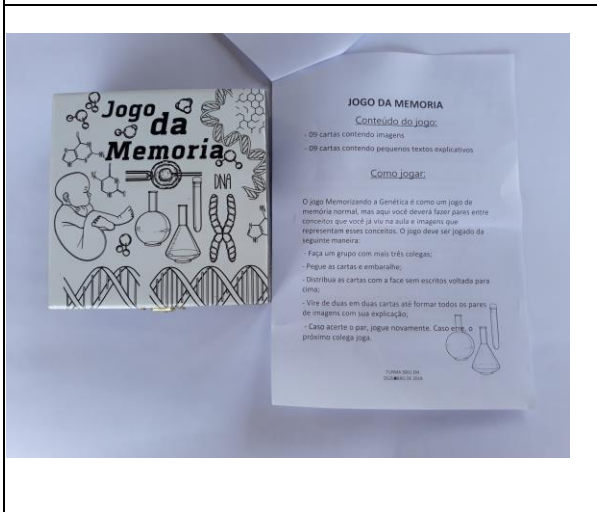 Jogo
da
Memoria
DNA
JOGO DA MEMORIA
Conteúdo do jogo:
- 09 cartas contendo imagens
- 09 cartas contendo pequenos textos explicativos
Como jogar:
O jogo Memorizando a Genética é como um jogo de
memória normal, mas aqui você deverá fazer pares entre
conceitos que você já viu na aula e imagens que
representam esses conceitos. O jogo deve ser jogado da
seguinte maneira:
- Faça um grupo com mais três colegas;
- Pegue as cartas e embaralhe;
- Distribua as cartas com a face sem escritos voltada para
cima;
- Vire de duas em duas cartas até formar todos os pares
de imagens com sua explicação;
- Caso acerte o par, jogue novamente. Caso erre, o
próximo colega joga.
TURMA
DE